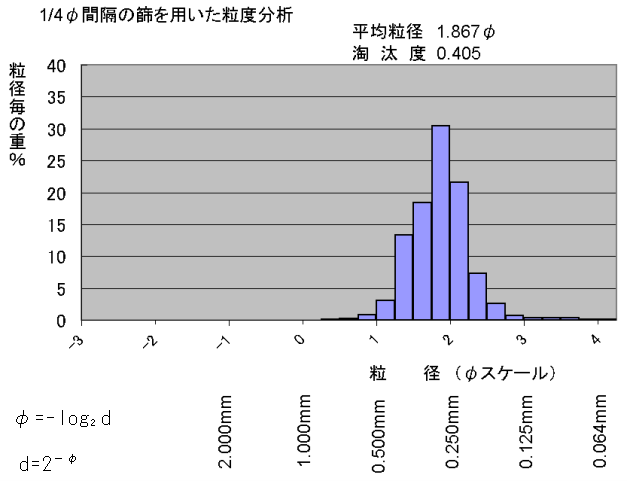 1/4φ間隔の篩を用いた粒度分析
平均粒径 1.867φ
淘 汰 度 0.405
粒径毎の重%
40
35
30
25
20
15
10
5
0
-3
-2
-1
0
1
2
3
4
粒 径 (φスケール)
φ=-log₂ d
d=2^-φ
2.000mm
1.000mm
0.500mm
0.250mm
0.125mm
0.064mm